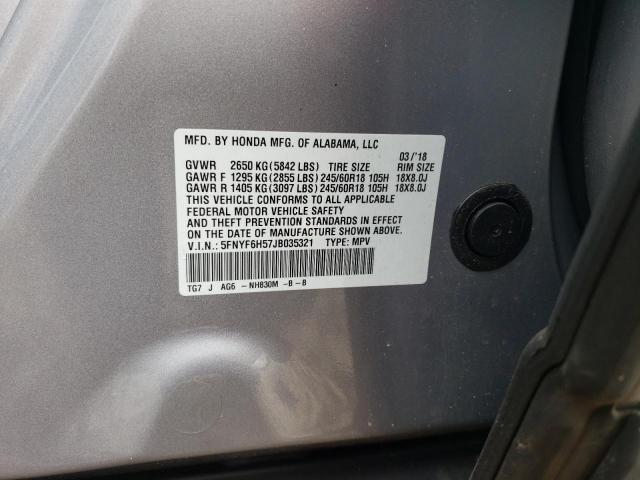 MFD. BY HONDA MFG. OF ALABAMA, LLC
03/'18
GVWR 2650 KG(5842 LBS) TIRE SIZE RIM SIZE
GAWR F 1295 KG(2855 LBS) 245/60R18 105H 18X8.0J
GAWR R 1405 KG(3097 LBS) 245/60R18 105H 18X8.0J
THIS VEHICLE CONFORMS TO ALL APPLICABLE
FEDERAL MOTOR VEHICLE SAFETY
AND THEFT PREVENTION STANDARDS IN EFFECT
ON THE DATE OF MANUFACTURE SHOWN ABOVE.
V.I.N.: 5FNYF6H57JB035321 TYPE: MPV
TG7 J AG6 -NH830M -B-B